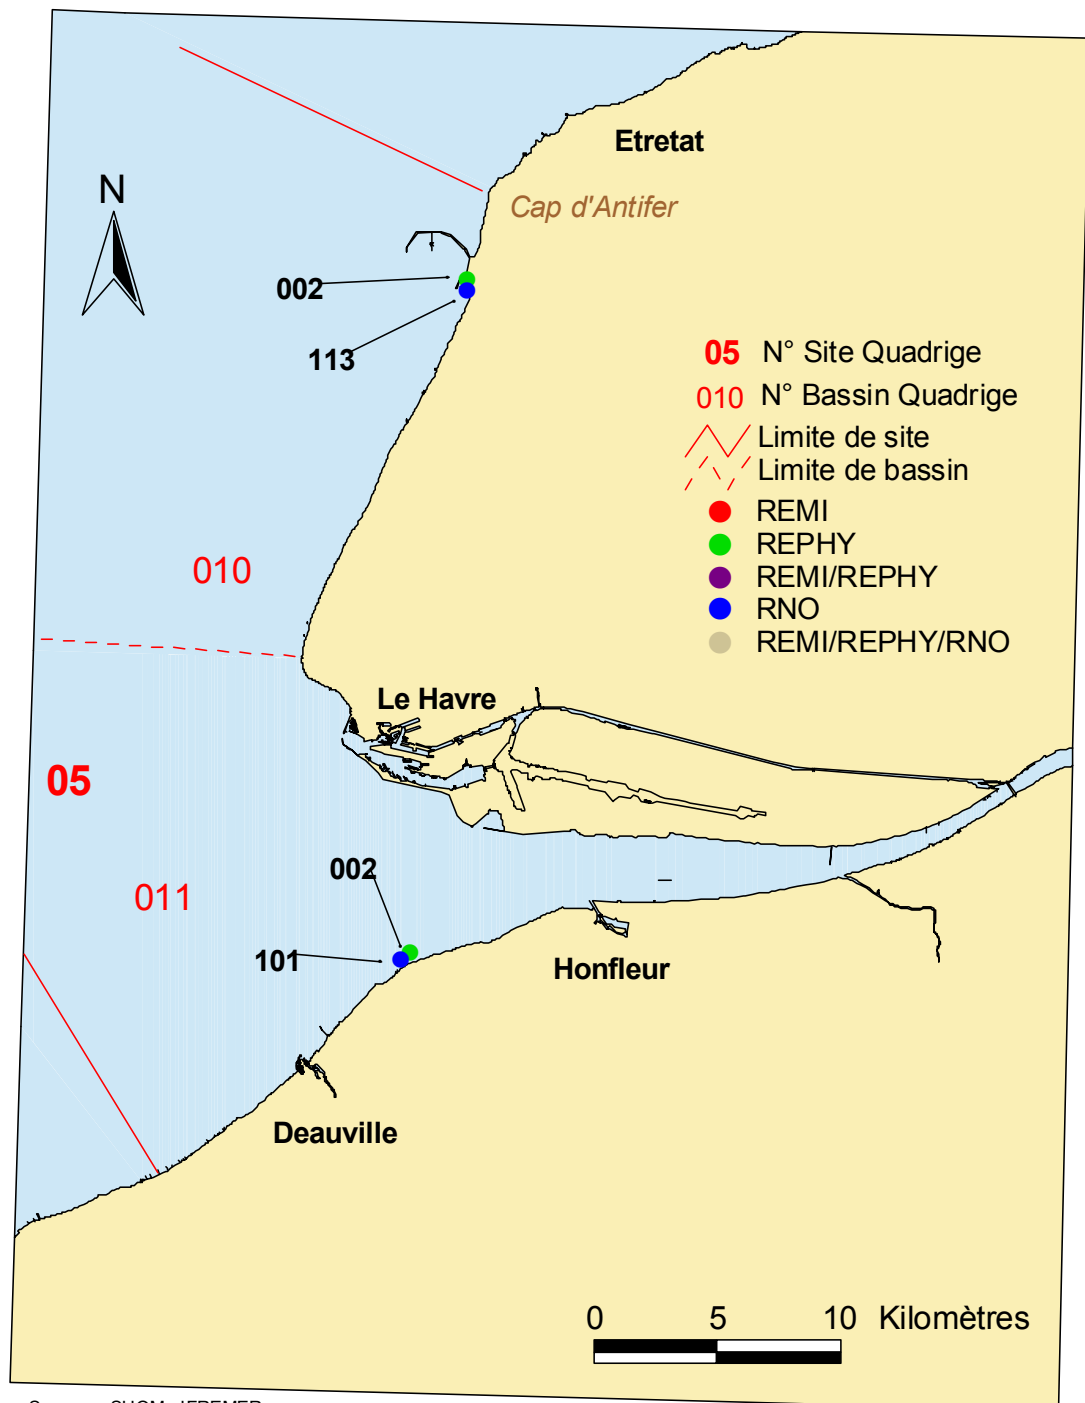 Etretat
N
Cap d'Antifer
002
113
05 N° Site Quadrige
010 N° Bassin Quadrige
Limite de site
Limite de bassin
REMI
REPHY
REMI/REPHY
RNO
REMI/REPHY/RNO
010
Le Havre
05
002
011
101
Honfleur
Deauville
0 5 10 Kilomètres
SHOM, IFREMER